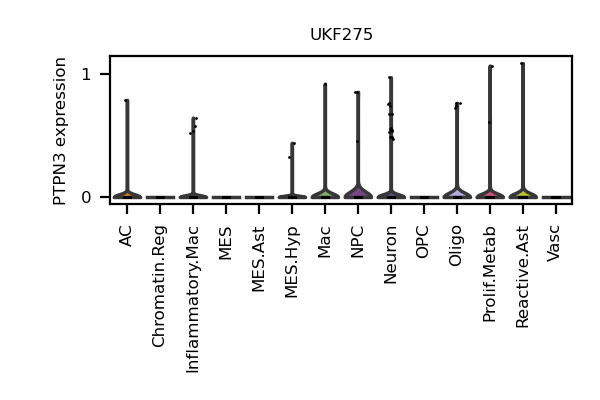 UKF275
PTPN3 expression
1
0
AC
Chromatin.Reg
Inflammatory.Mac
MES
MES.Ast
MES.Hyp
Mac
NPC
Neuron
OPC
Oligo
Prolif.Metab
Reactive.Ast
Vasc